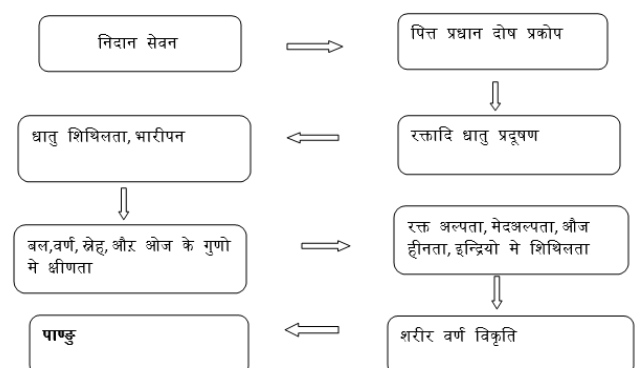 निदान सेवन
पित्त प्रधान दोष प्रकोप
रक्तादि धातु प्रदूषण
धातु शिथिलता, भारीपन
बल,वर्ण, स्नेह, औऱ ओज के गुणो
मे क्षीणता
रक्त अल्पता, मेदअल्पता, औज
हीनता, इन्द्रियो मे शिथिलता
शरीर वर्ण विकृति
पाण्डु